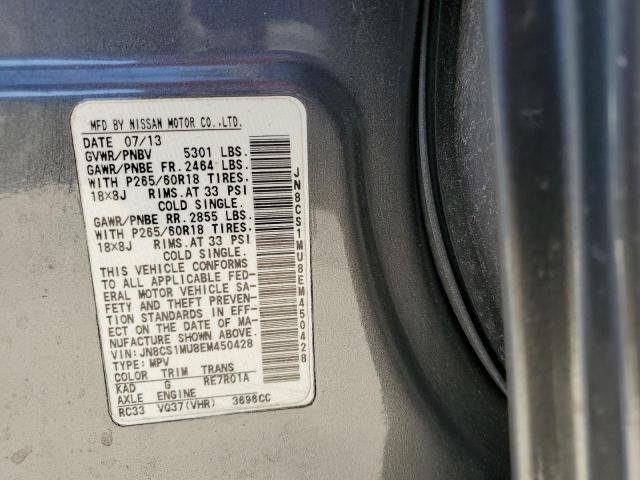 MFD BY NISSAN MOTOR CO.,LTD.
DATE 07/13
GVWR/PNBV 5301 LBS.
GAWR/PNBE FR. 2464 LBS.
WITH P265/60R18 TIRES.
18X8J RIMS. AT 33 PSI
COLD SINGLE.
GAWR/PNBE RR. 2855 LBS.
WITH P265/60R18 TIRES.
18X8J RIMS. AT 33 PSI
COLD SINGLE.
THIS VEHICLE CONFORMS
TO ALL APPLICABLE FED-
ERAL MOTOR VEHICLE SA-
FETY AND THEFT PREVEN-
TION STANDARDS IN EFF-
ECT ON THE DATE OF MA-
NUFACTURE SHOWN ABOVE.
VIN: JN8CS1MU8EM450428
TYPE: MPV
COLOR TRIM TRANS
KAD G RE7R01A
AXLE ENGINE
RC33 VQ37(VHR) 3696CC
JN8CS1MU8EM450428